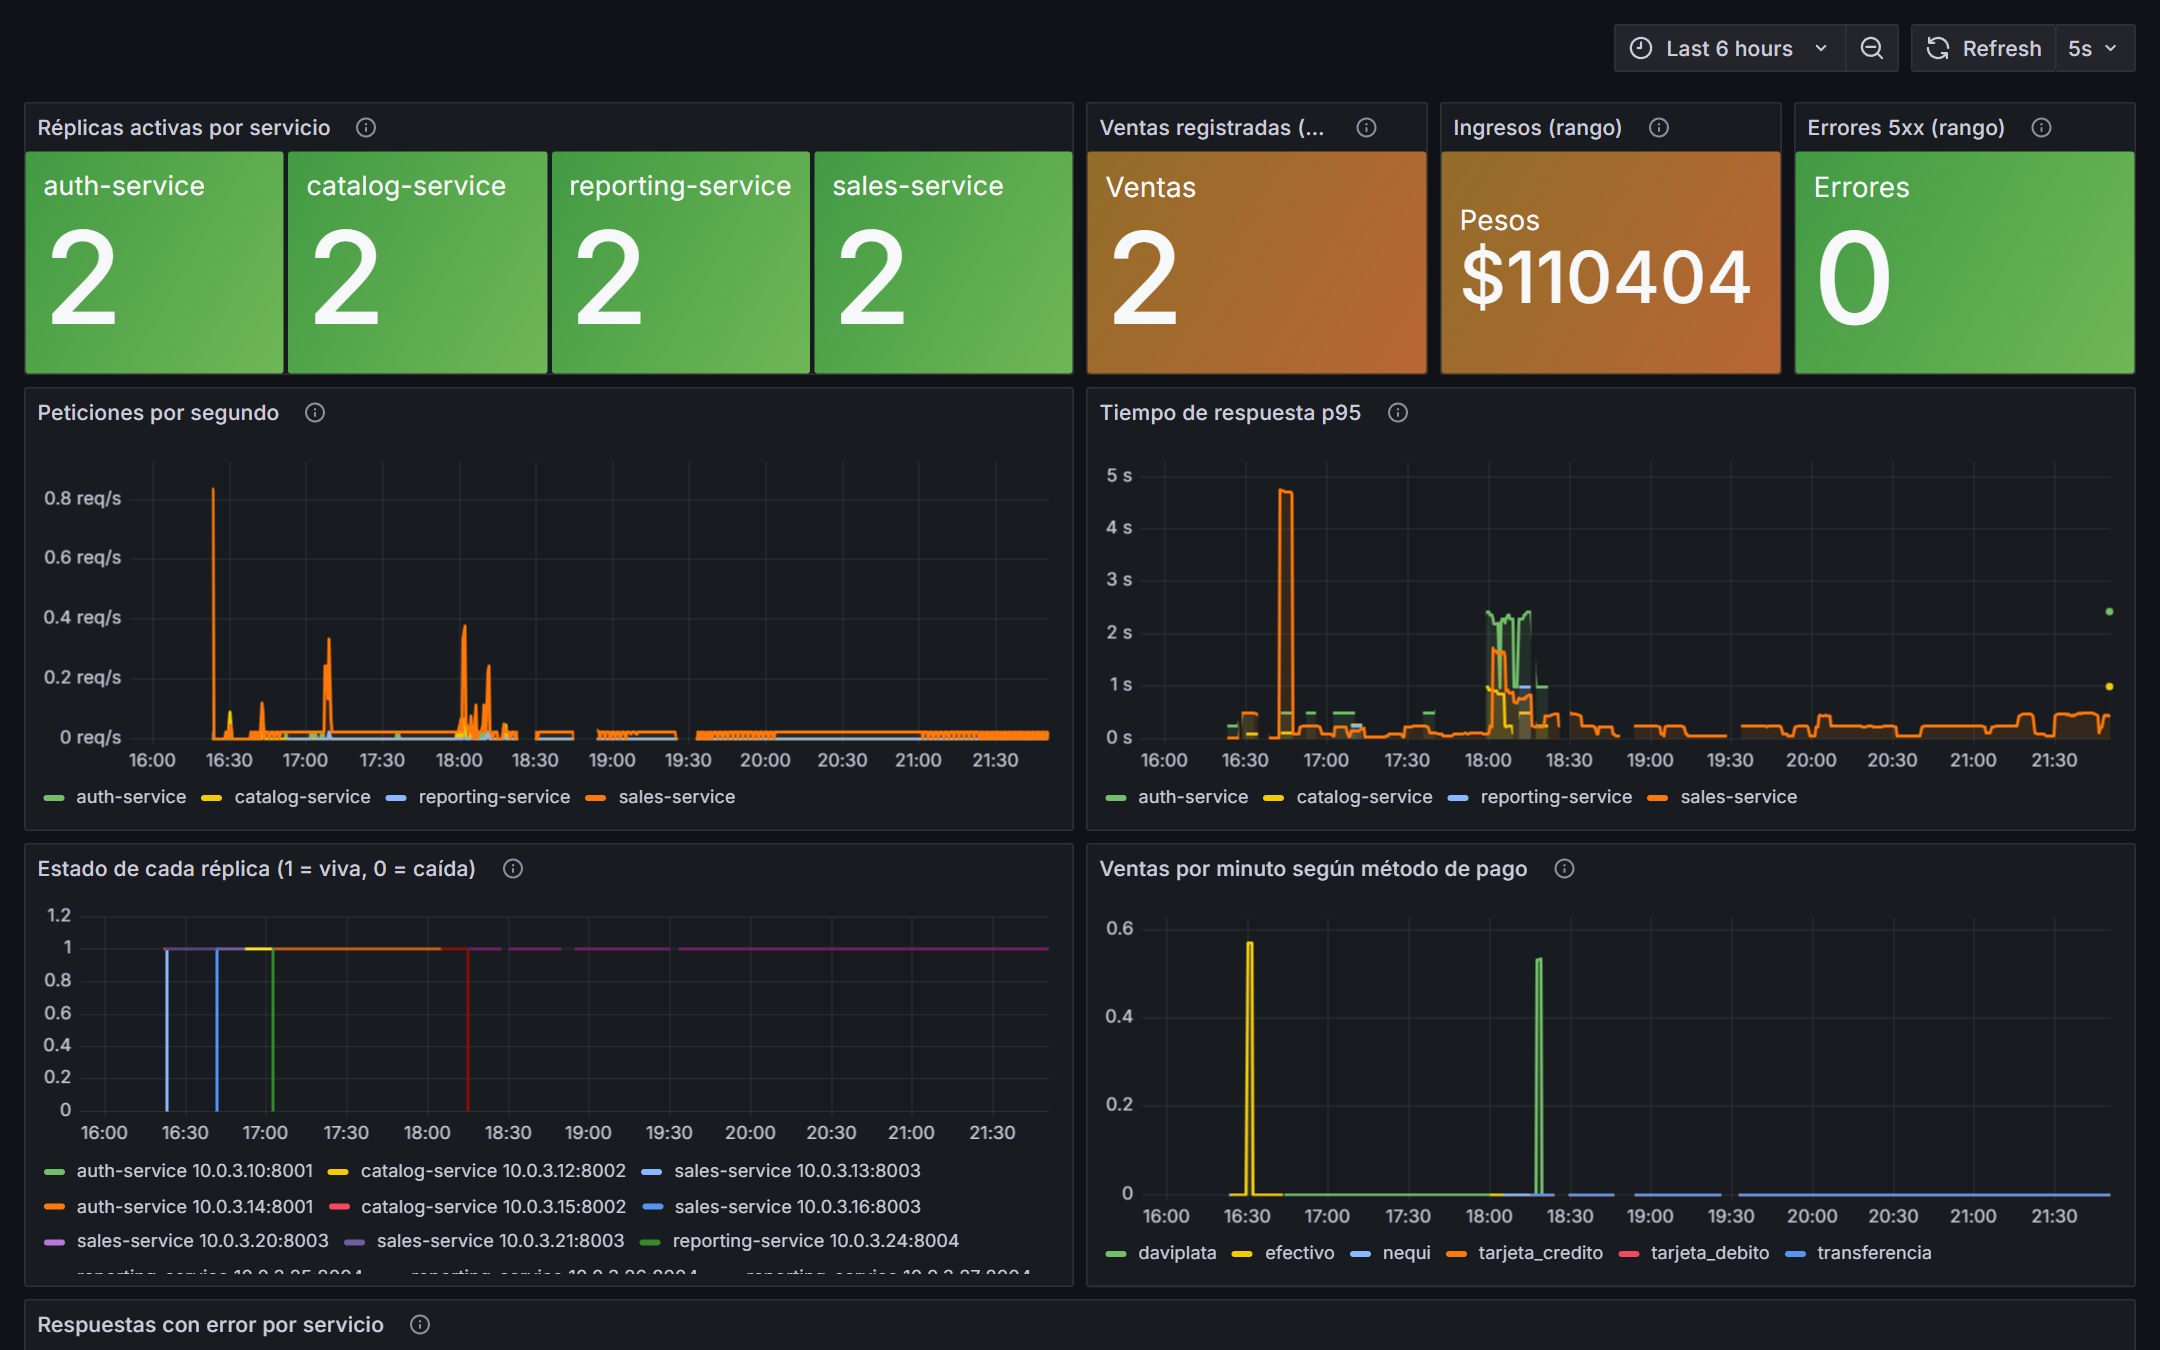 Last 6 hours
Refresh
5s
Réplicas activas por servicio
Ventas registradas (...
Ingresos (rango)
Errores 5xx (rango)
auth-service
2
catalog-service
2
reporting-service
2
sales-service
2
Ventas
2
Pesos
$110404
Errores
0
Peticiones por segundo
0.8 req/s
0.6 req/s
0.4 req/s
0.2 req/s
0 req/s
16:00 16:30 17:00 17:30 18:00 18:30 19:00 19:30 20:00 20:30 21:00 21:30
auth-service catalog-service reporting-service sales-service
Tiempo de respuesta p95
5 s
4 s
3 s
2 s
1 s
0 s
16:00 16:30 17:00 17:30 18:00 18:30 19:00 19:30 20:00 20:30 21:00 21:30
auth-service catalog-service reporting-service sales-service
Estado de cada réplica (1 = viva, 0 = caída)
1.2
1
0.8
0.6
0.4
0.2
0
16:00 16:30 17:00 17:30 18:00 18:30 19:00 19:30 20:00 20:30 21:00 21:30
auth-service 10.0.3.10:8001 catalog-service 10.0.3.12:8002 sales-service 10.0.3.13:8003
auth-service 10.0.3.14:8001 catalog-service 10.0.3.15:8002 sales-service 10.0.3.16:8003
sales-service 10.0.3.20:8003 sales-service 10.0.3.21:8003 reporting-service 10.0.3.24:8004
Ventas por minuto según método de pago
0.6
0.4
0.2
0
16:00 16:30 17:00 17:30 18:00 18:30 19:00 19:30 20:00 20:30 21:00 21:30
daviplata efectivo nequi tarjeta_credito tarjeta_debito transferencia
Respuestas con error por servicio